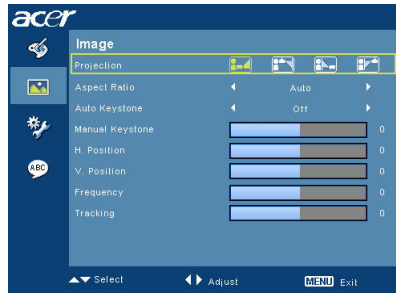 acer
Image
Projection
Aspect Ratio Auto
Auto Keystone Off
Manual Keystone 0
H. Position 0
V. Position 0
ABC
Frequency 0
Tracking 0
Select Adjust MENU Exit